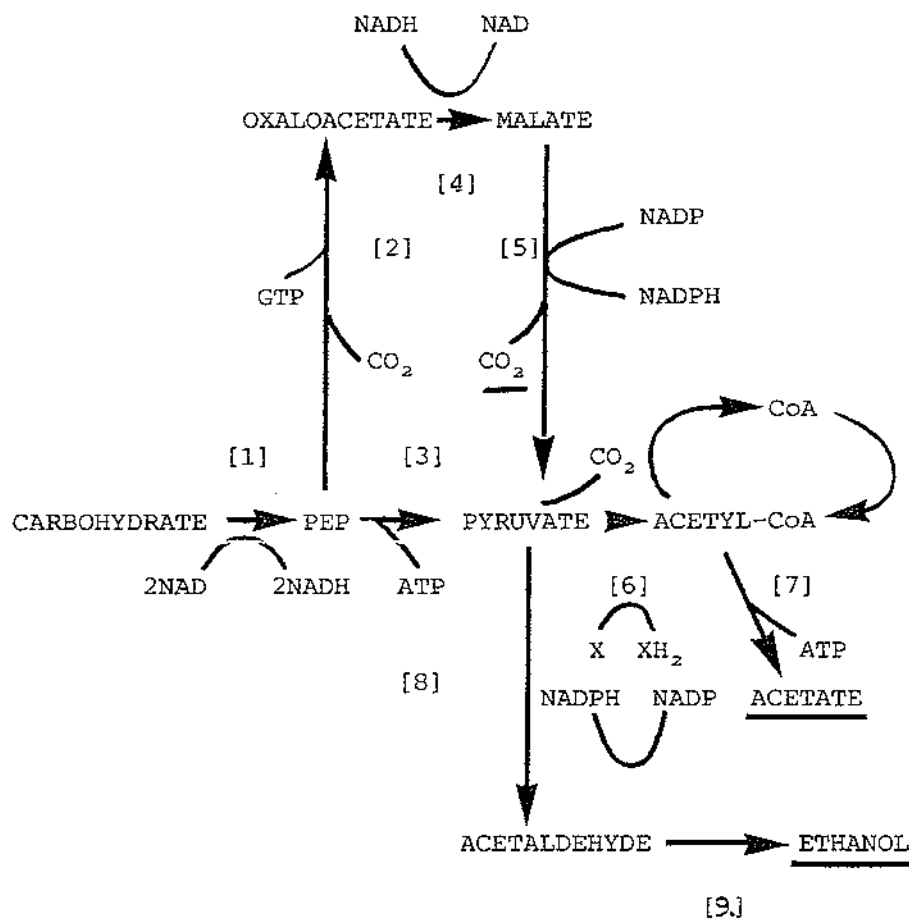 NADH NAD
OXALOACETATE MALATE
[4]
NADP
[2] [5]
GTP NADPH
CO₂ CO₂
CoA
[1] [3] CO₂
CARBOHYDRATE PEP PYRUVATE ACETYL-CoA
2NAD 2NADH ATP [6] [7]
X XH₂ ATP
[8]
NADPH NADP ACETATE
ACETALDEHYDE ETHANOL
[9]